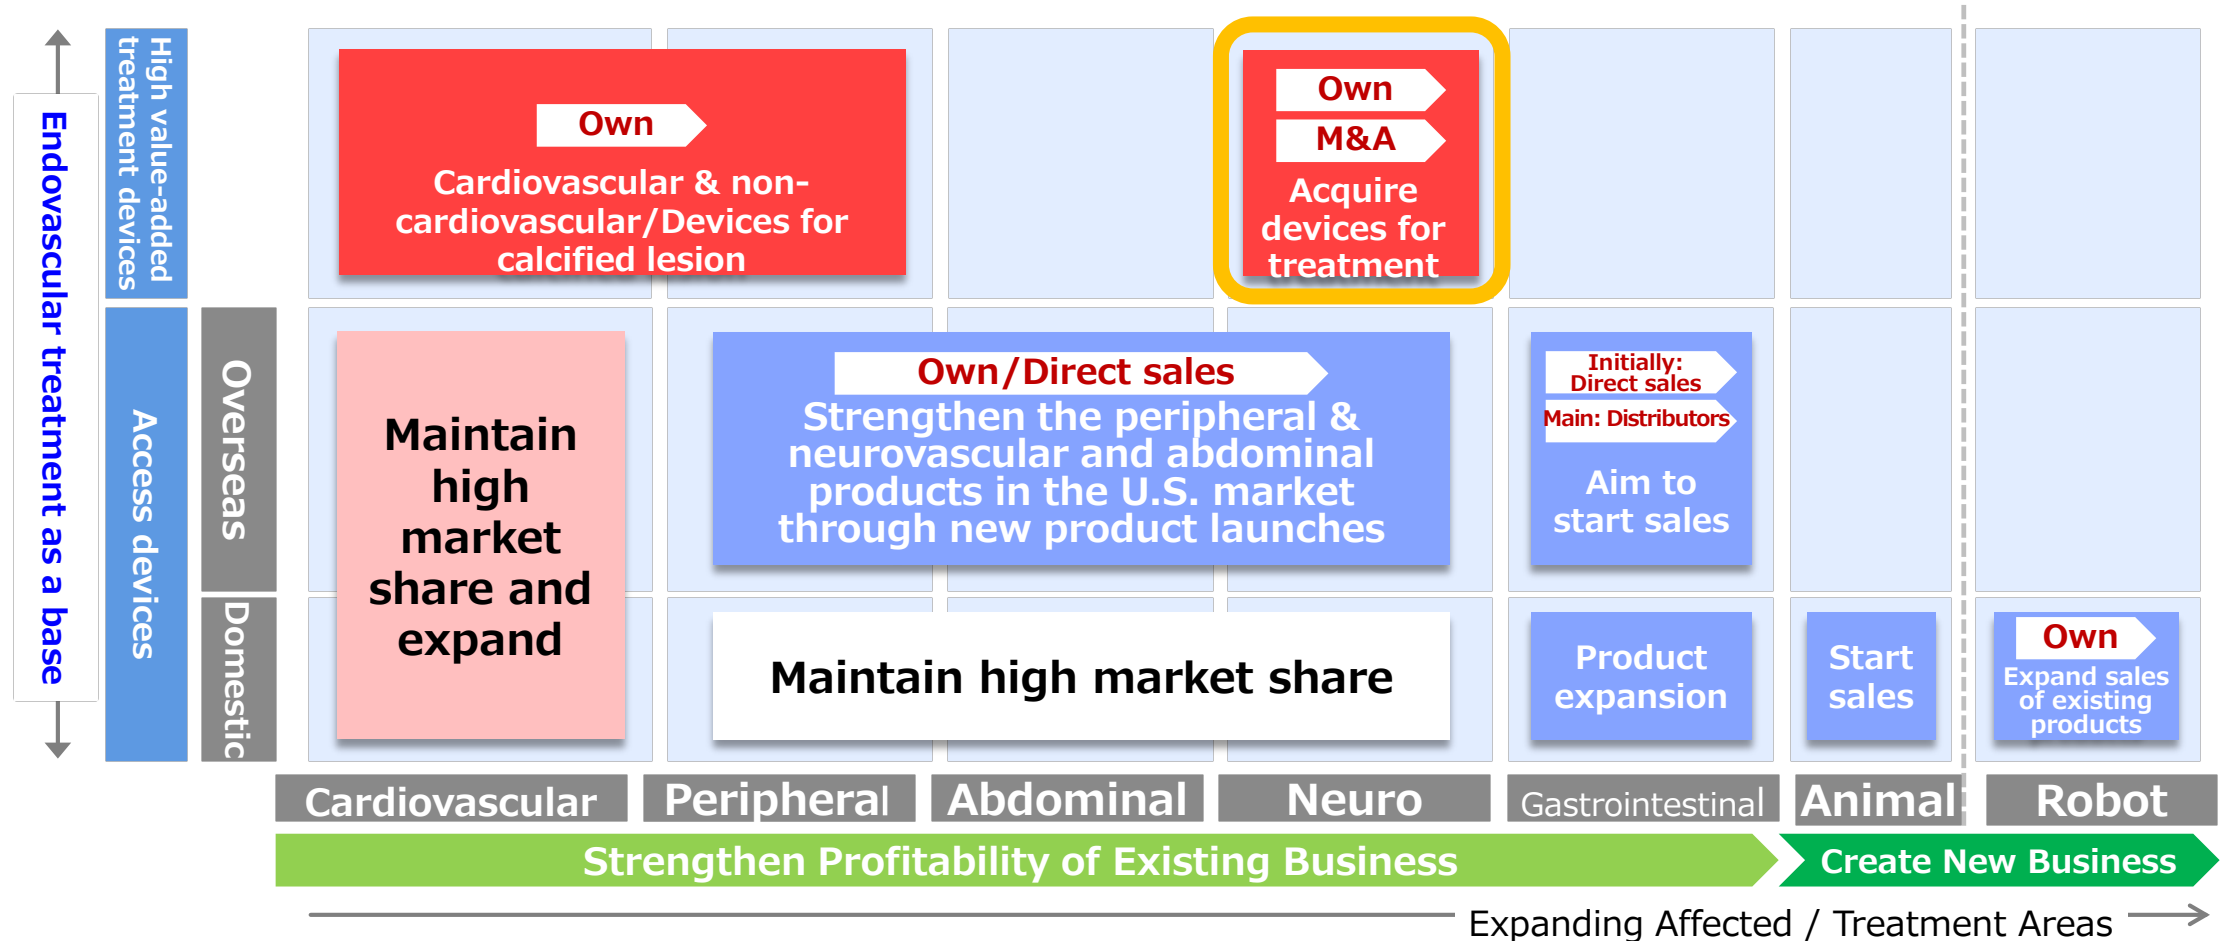 Endovascular treatment as a base
High value-added
treatment devices
Access devices
Overseas
Domestic
Own
Cardiovascular & non-
cardiovascular/Devices for
calcified lesion
Own
M&A
Acquire
devices for
treatment
Maintain
high
market
share and
expand
Own/Direct sales
Strengthen the peripheral &
neurovascular and abdominal
products in the U.S. market
through new product launches
Initially:
Direct sales
Main: Distributors
Aim to
start sales
Maintain high market share
Product
expansion
Start
sales
Own
Expand sales
of existing
products
Cardiovascular
Peripheral
Abdominal
Neuro
Gastrointestinal
Animal
Robot
Strengthen Profitability of Existing Business
Create New Business
Expanding Affected / Treatment Areas